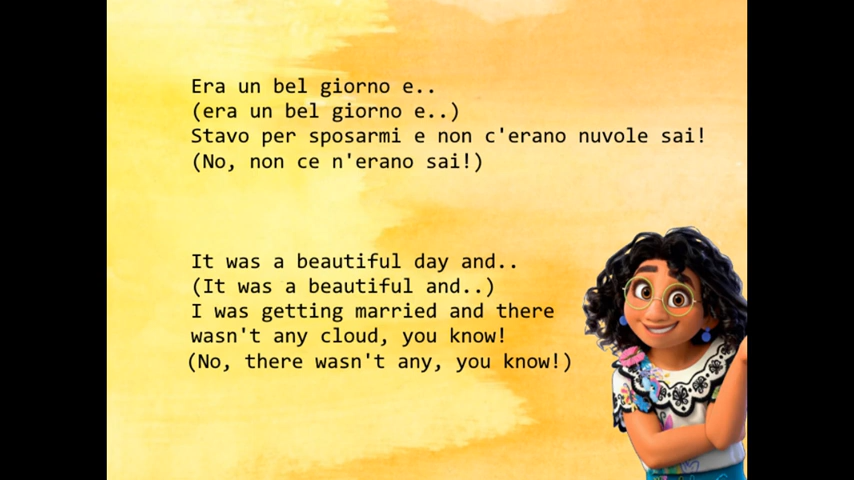 Era un bel giorno e..
(era un bel giorno e..)
Stavo per sposarmi e non c'erano nuvole sai!
(No, non ce n'erano sai!)
It was a beautiful day and..
(It was a beautiful and..)
I was getting married and there
wasn't any cloud, you know!
(No, there wasn't any, you know!)